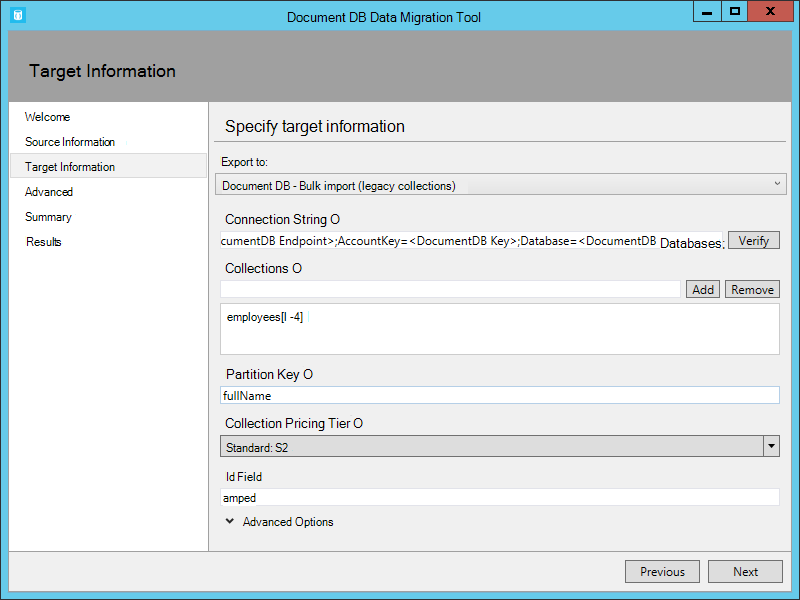 Document DB Data Migration Tool
Target Information
Welcome
Source Information
Target Information
Advanced
Summary
Results
Specify target information
Export to:
Document DB - Bulk import (legacy collections)
Connection String O
cumentDB Endpoint>;AccountKey=<DocumentDB Key>;Database=<DocumentDB Databases; Verify
Collections O
Add Remove
employees[I -4]
Partition Key O
fullName
Collection Pricing Tier O
Standard: S2
Id Field
amped
Advanced Options
Previous Next